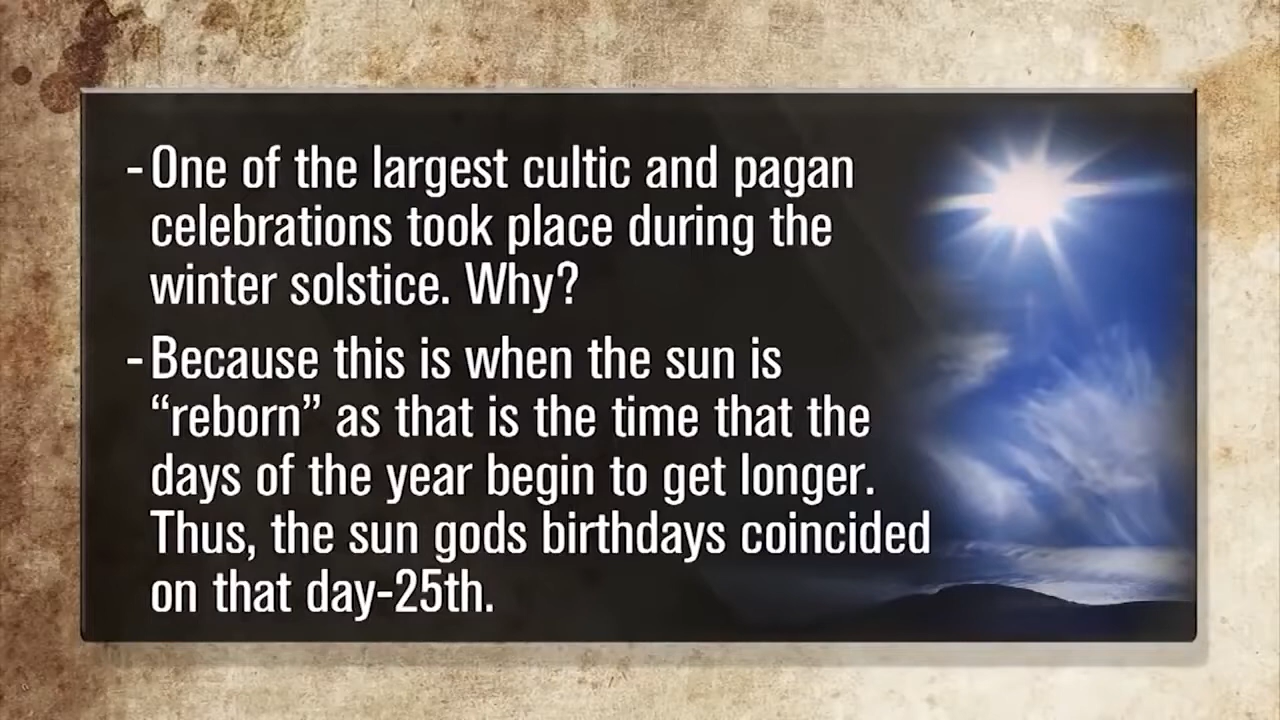 - One of the largest cultic and pagan
celebrations took place during the
winter solstice. Why?
- Because this is when the sun is
“reborn” as that is the time that the
days of the year begin to get longer.
Thus, the sun gods birthdays coincided
on that day-25th.